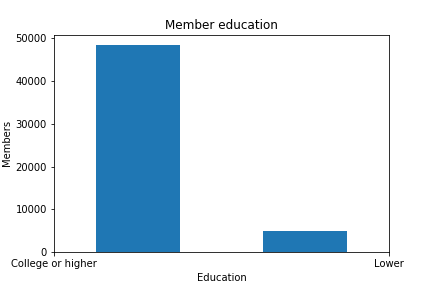 Member education
50000
40000
30000
20000
10000
0
Members
College or higher
Lower
Education